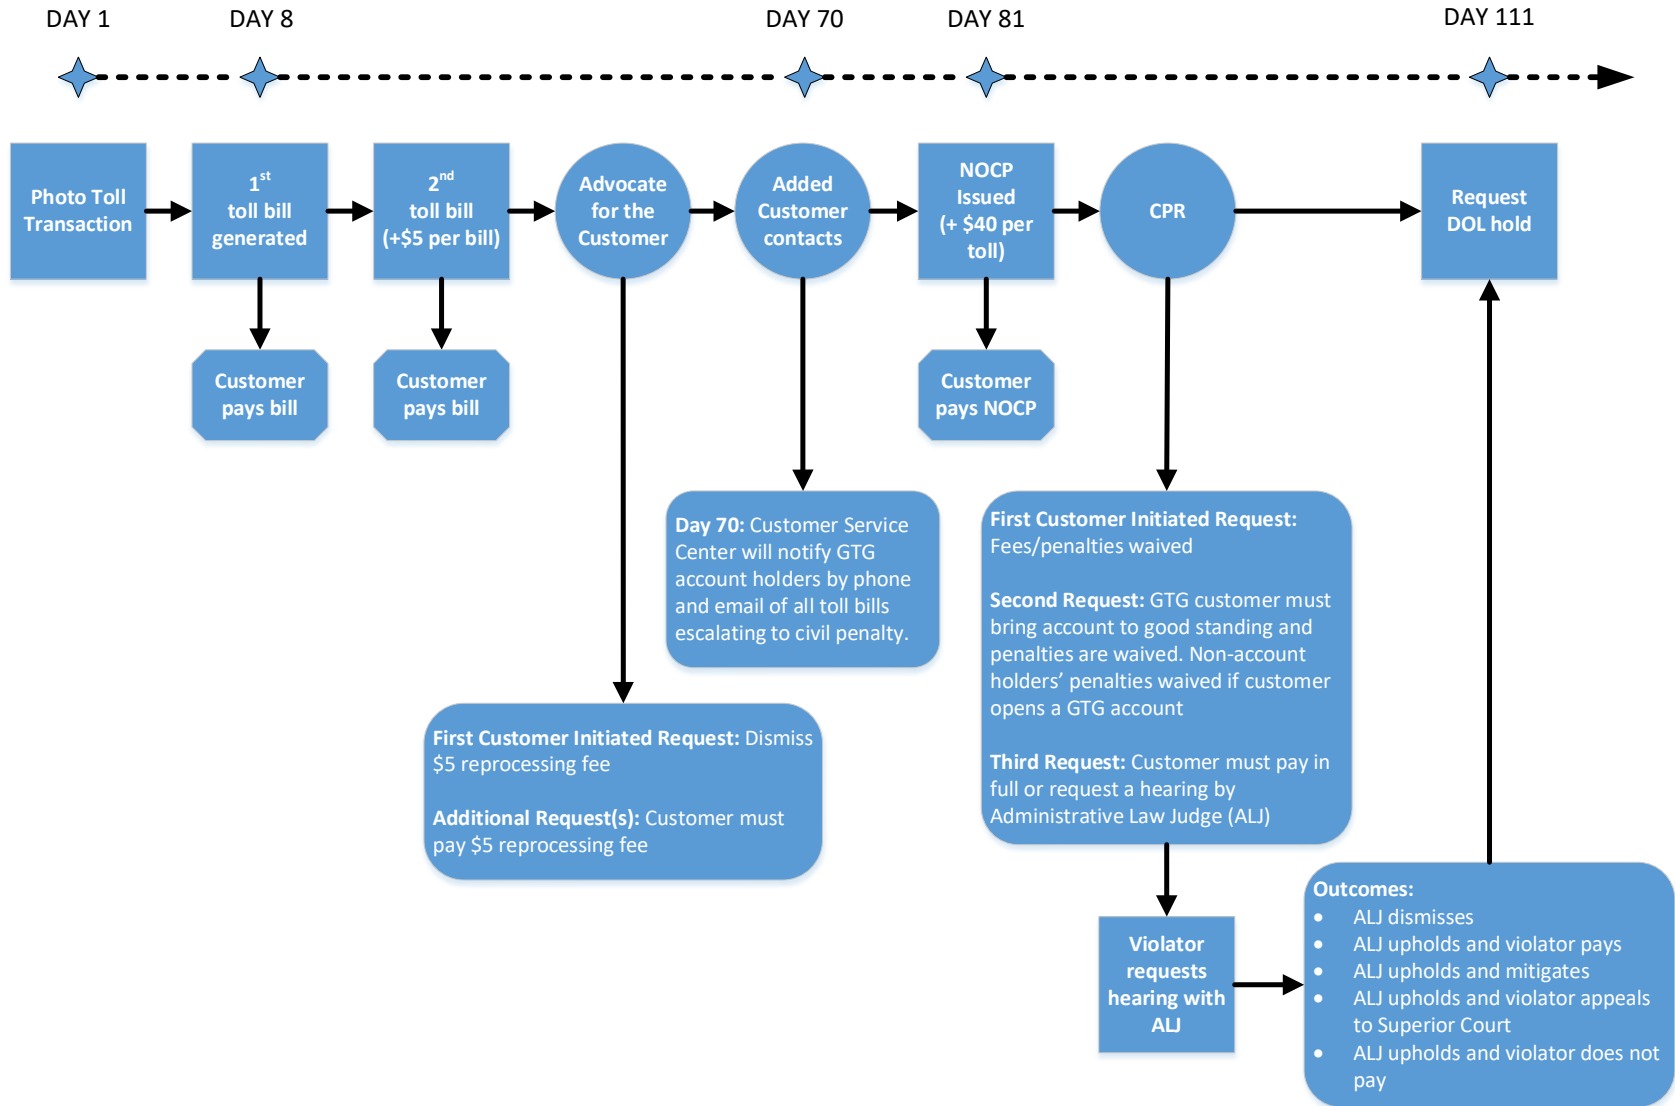 DAY 1
DAY 8
DAY 70
DAY 81
DAY 111
Photo Toll
Transaction
1st
toll bill
generated
2nd
toll bill
(+$5 per bill)
Advocate
for the
Customer
Added
Customer
contacts
NOCP
Issued
(+ $40 per
toll)
CPR
Request
DOL hold
Customer
pays bill
Customer
pays bill
Customer
pays NOCP
Day 70: Customer Service
Center will notify GTG
account holders by phone
and email of all toll bills
escalating to civil penalty.
First Customer Initiated Request:
Fees/penalties waived
Second Request: GTG customer must
bring account to good standing and
penalties are waived. Non-account
holders’ penalties waived if customer
opens a GTG account
Third Request: Customer must pay in
full or request a hearing by
Administrative Law Judge (ALJ)
First Customer Initiated Request: Dismiss
$5 reprocessing fee
Additional Request(s): Customer must
pay $5 reprocessing fee
Violator
requests
hearing with
ALJ
Outcomes:
• ALJ dismisses
• ALJ upholds and violator pays
• ALJ upholds and mitigates
• ALJ upholds and violator appeals
to Superior Court
• ALJ upholds and violator does not
pay